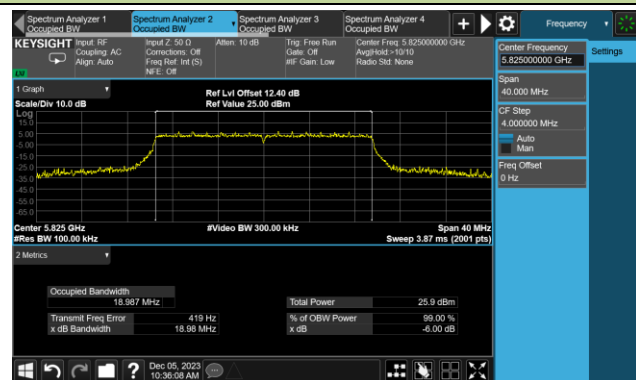 Spectrum Analyzer 1
Occupied BW
Spectrum Analyzer 2
Occupied BW
Spectrum Analyzer 3
Occupied BW
Spectrum Analyzer 4
Occupied BW
+
Frequency
KEYSIGHT
Input: RF
Coupling: AC
Align: Auto
Input Z: 50 Ω
Corrections: Off
Freq Ref: Int (S)
NFE: Off
Atten: 10 dB
Trig: Free Run
Gate: Off
#IF Gain: Low
Center Freq: 5.825000000 GHz
Avg|Hold:>10/10
Radio Std: None
Center Frequency
5.825000000 GHz
Settings
Span
40.000 MHz
CF Step
4.000000 MHz
Auto
Man
Freq Offset
0 Hz
1 Graph
Scale/Div 10.0 dB
Ref Lvl Offset 12.40 dB
Ref Value 25.00 dBm
Log
15.0
5.00
-5.00
-15.0
-25.0
-35.0
-45.0
-55.0
-65.0
Center 5.825 GHz
#Video BW 300.00 kHz
Span 40 MHz
#Res BW 100.00 kHz
Sweep 3.87 ms (2001 pts)
2 Metrics
Occupied Bandwidth
18.987 MHz
Total Power 25.9 dBm
Transmit Freq Error 419 Hz
% of OBW Power 99.00 %
x dB Bandwidth 18.98 MHz
x dB -6.00 dB
?
Dec 05, 2023
10:36:08 AM